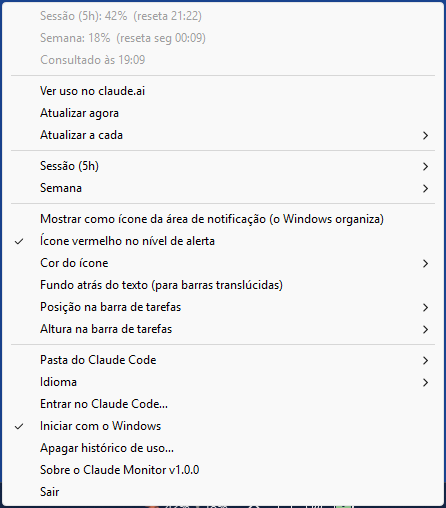 Sessão (5h): 42%  (reseta 21:22)
Semana: 18%  (reseta seg 00:09)
Consultado às 19:09
Ver uso no claude.ai
Atualizar agora
Atualizar a cada
Sessão (5h)
Semana
Mostrar como ícone da área de notificação (o Windows organiza)
Ícone vermelho no nível de alerta
Cor do ícone
Fundo atrás do texto (para barras translúcidas)
Posição na barra de tarefas
Altura na barra de tarefas
Pasta do Claude Code
Idioma
Entrar no Claude Code...
Iniciar com o Windows
Apagar histórico de uso...
Sobre o Claude Monitor v1.0.0
Sair